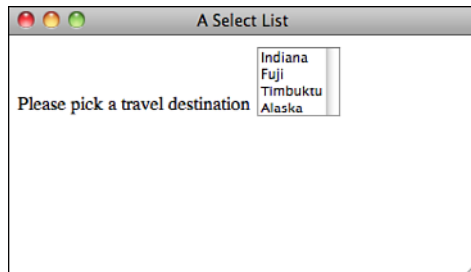 A Select List
Indiana
Fuji
Timbuktu
Please pick a travel destination Alaska